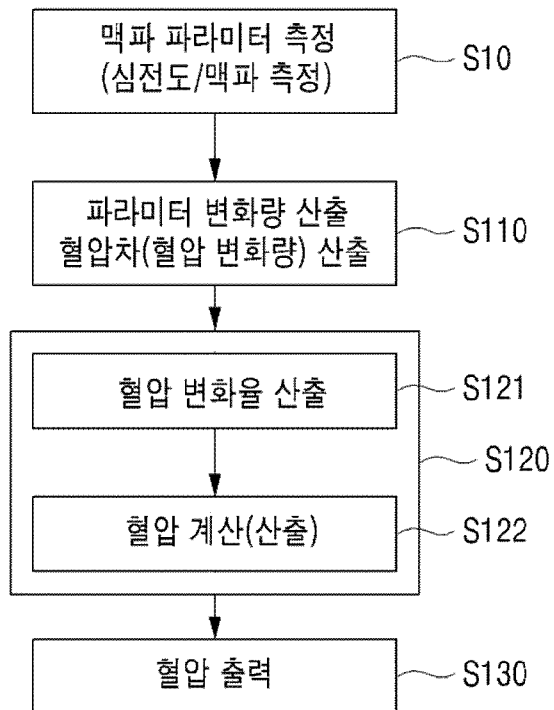 맥파 파라미터 측정
(심전도/맥파 측정)
S10
파라미터 변화량 산출
혈압차(혈압 변화량) 산출
S110
혈압 변화율 산출
S121
S120
혈압 계산(산출)
S122
혈압 출력
S130